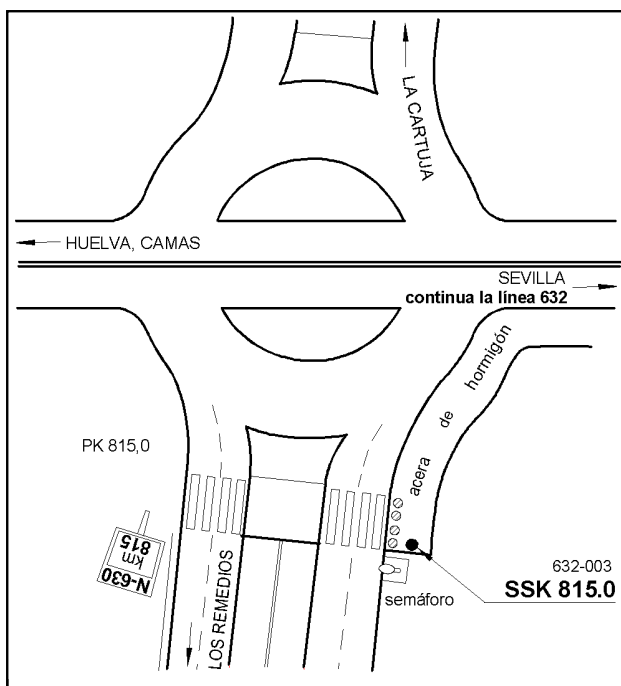 LA CARTUJA
HUELVA, CAMAS
SEVILLA
continua la línea 632
acera de hormigón
PK 815,0
N-630
km
815
LOS REMEDIOS
semáforo
632-003
SSK 815.0